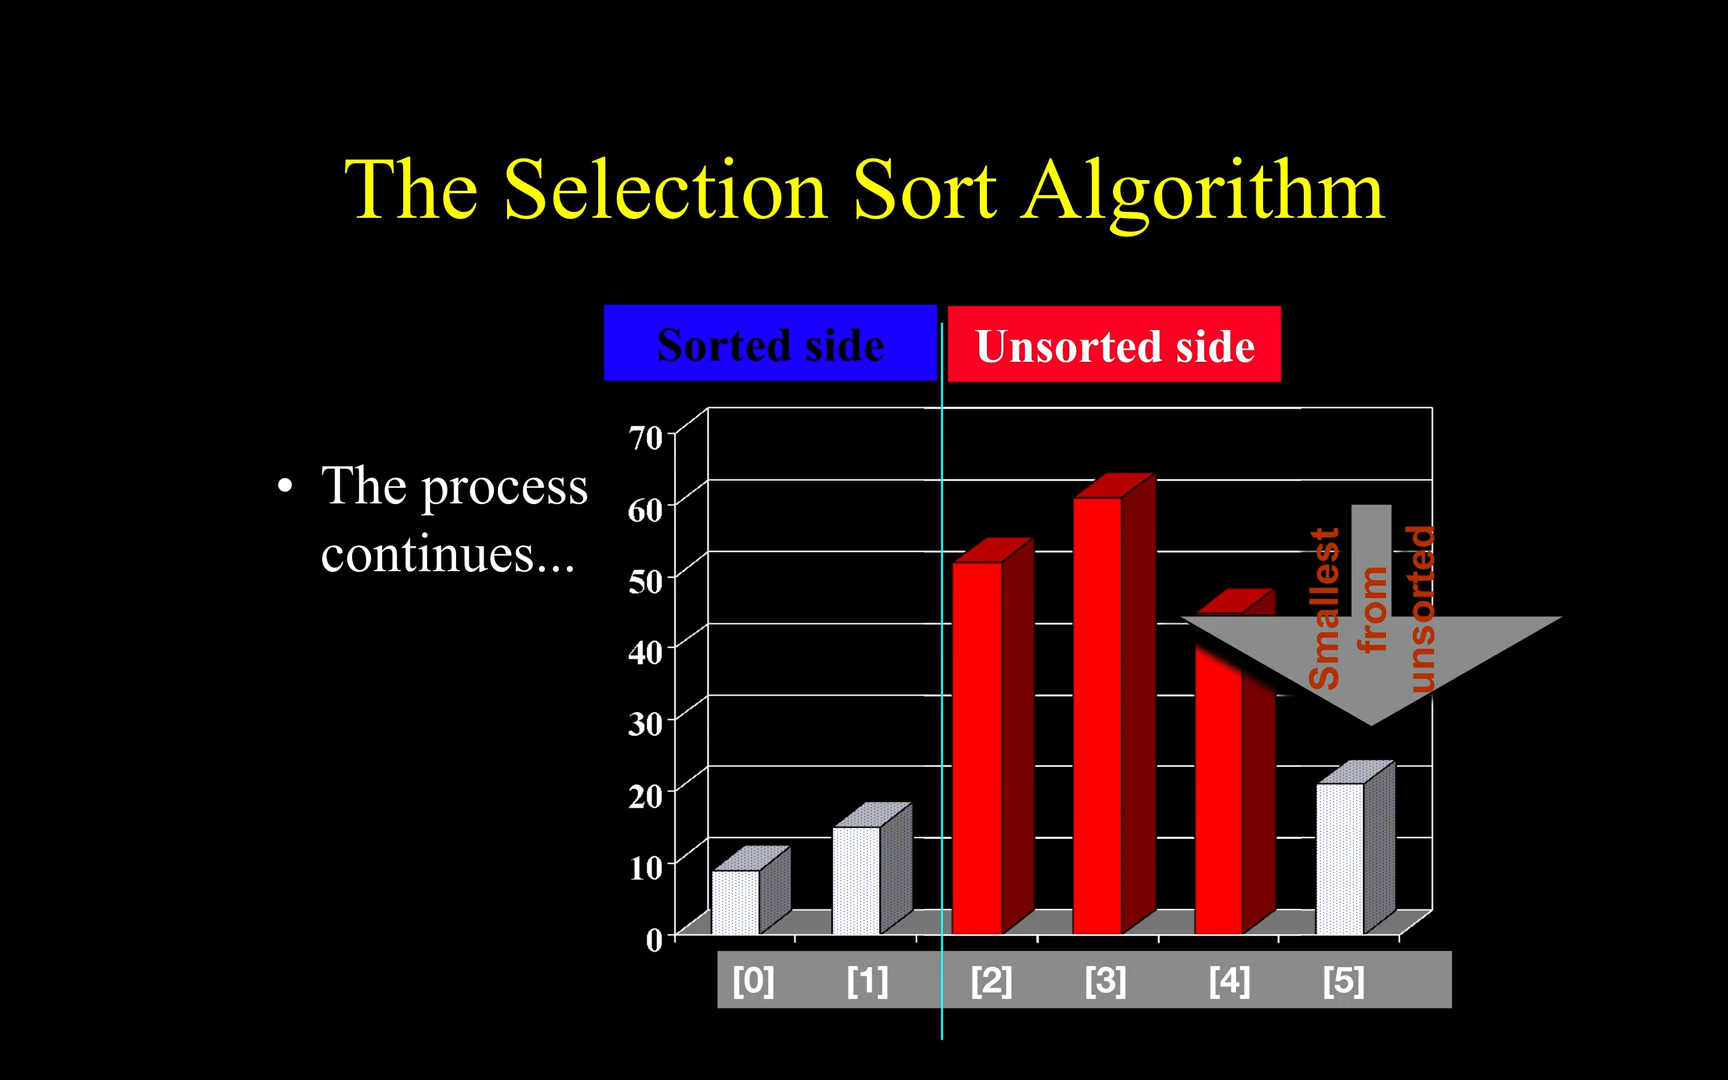 The Selection Sort Algorithm
Sorted side
Unsorted side
• The process
continues...
70
60
50
40
30
20
10
0
Smallest
from
unsorted
[0] [1] [2] [3] [4] [5]